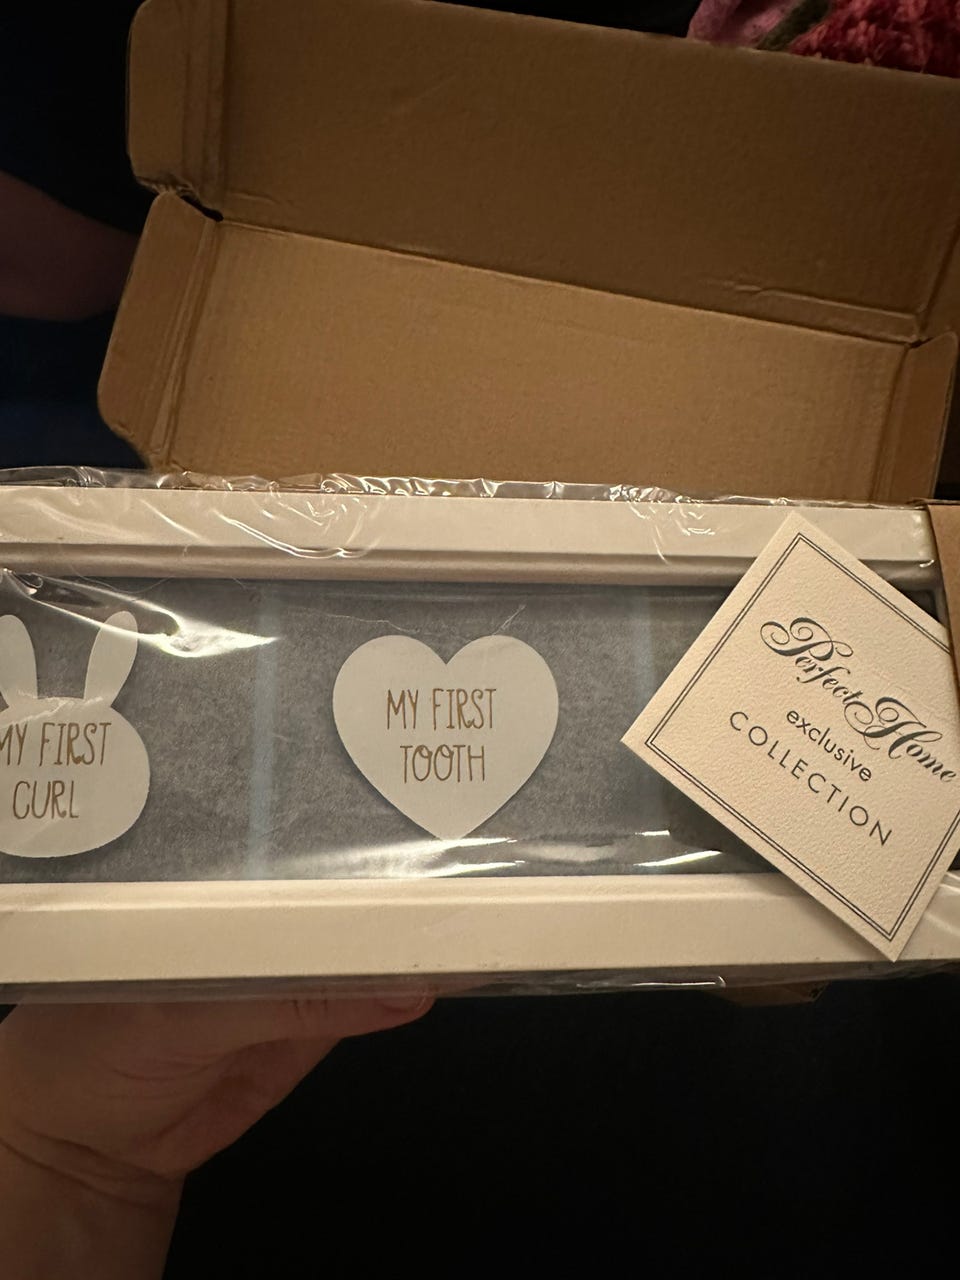 MY FIRST
CURL
MY FIRST
TOOTH
Perfect Home
exclusive
COLLECTION